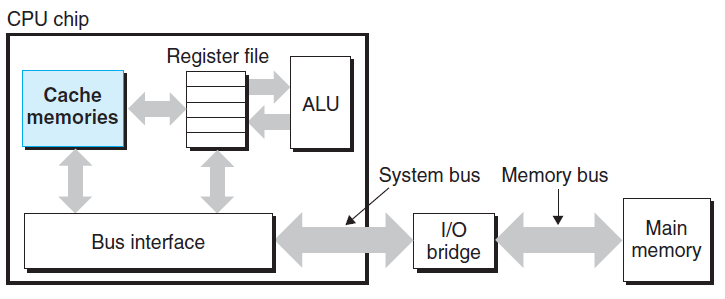 CPU chip
Register file
Cache
memories
ALU
System bus
Memory bus
Bus interface
I/O
bridge
Main
memory